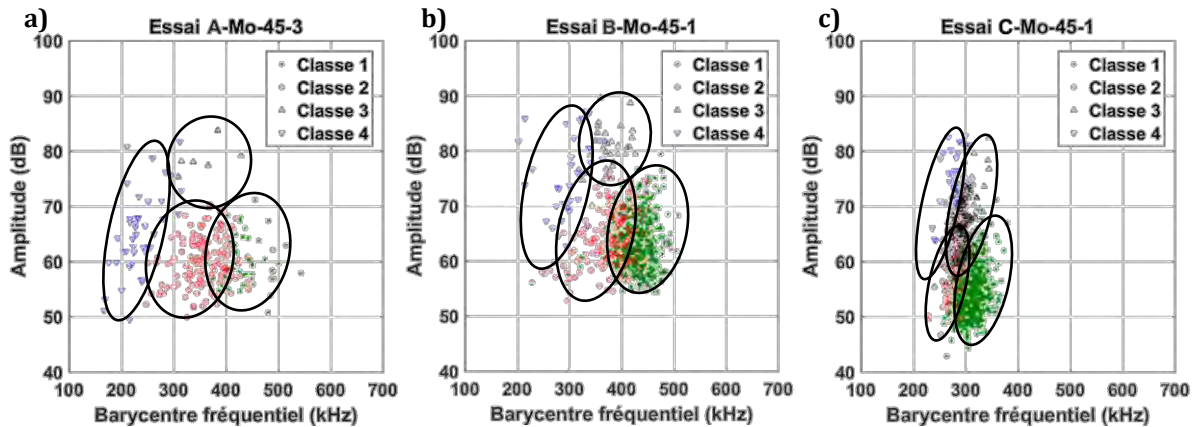 a)
Essai A-Mo-45-3
Amplitude (dB)
100
90
80
70
60
50
40
Classe 1
Classe 2
Classe 3
Classe 4
100 200 300 400 500 600 700
Barycentre fréquentiel (kHz)
b)
Essai B-Mo-45-1
Amplitude (dB)
100
90
80
70
60
50
40
Classe 1
Classe 2
Classe 3
Classe 4
100 200 300 400 500 600 700
Barycentre fréquentiel (kHz)
c)
Essai C-Mo-45-1
Amplitude (dB)
100
90
80
70
60
50
40
Classe 1
Classe 2
Classe 3
Classe 4
100 200 300 400 500 600 700
Barycentre fréquentiel (kHz)